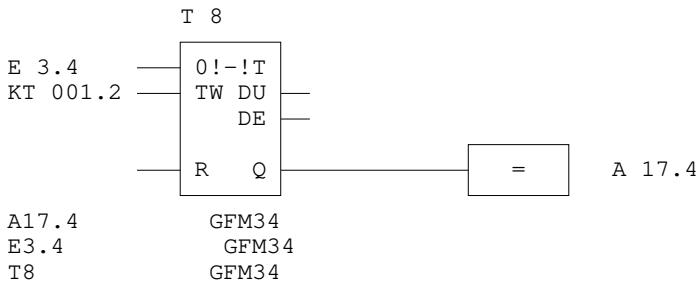 T 8
E 3.4 0!-!T
KT 001.2 TW DU
DE
R Q = A 17.4
A17.4 GFM34
E3.4 GFM34
T8 GFM34